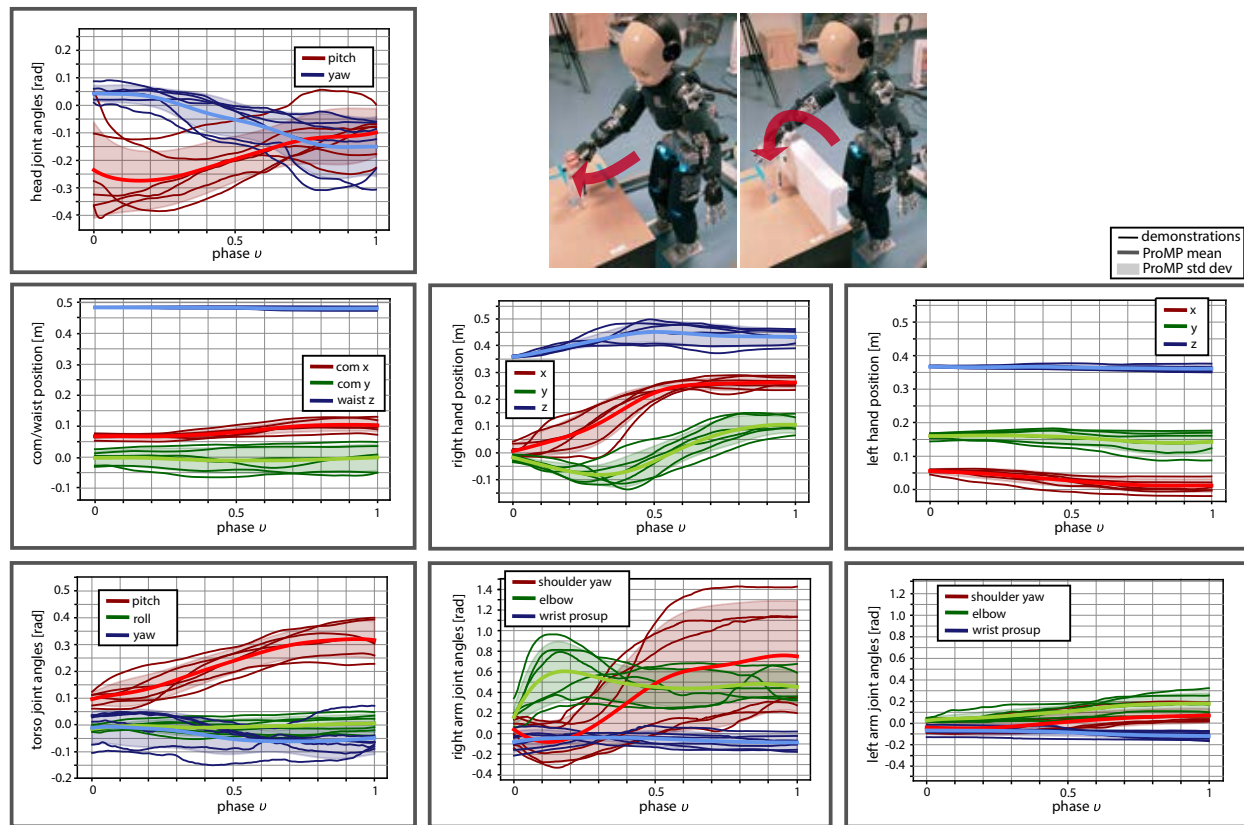 head joint angles [rad]
0.2
0.1
0.0
-0.1
-0.2
-0.3
-0.4
pitch
yaw
0
0.5
1
phase υ
demonstrations
ProMP mean
ProMP std dev
com/waist position [m]
0.5
0.4
0.3
0.2
0.1
0.0
-0.1
com x
com y
waist z
0
0.5
1
phase υ
right hand position [m]
0.5
0.4
0.3
0.2
0.1
0.0
-0.1
x
y
z
0
0.5
1
phase υ
left hand position [m]
0.5
0.4
0.3
0.2
0.1
0.0
x
y
z
0
0.5
1
phase υ
torso joint angles [rad]
0.5
0.4
0.3
0.2
0.1
0.0
-0.1
-0.2
pitch
roll
yaw
0
0.5
1
phase υ
right arm joint angles [rad]
1.4
1.2
1.0
0.8
0.6
0.4
0.2
0.0
-0.2
-0.4
shoulder yaw
elbow
wrist prosup
0
0.5
1
phase υ
left arm joint angles [rad]
1.2
1.0
0.8
0.6
0.4
0.2
0.0
-0.2
-0.4
shoulder yaw
elbow
wrist prosup
0
0.5
1
phase υ